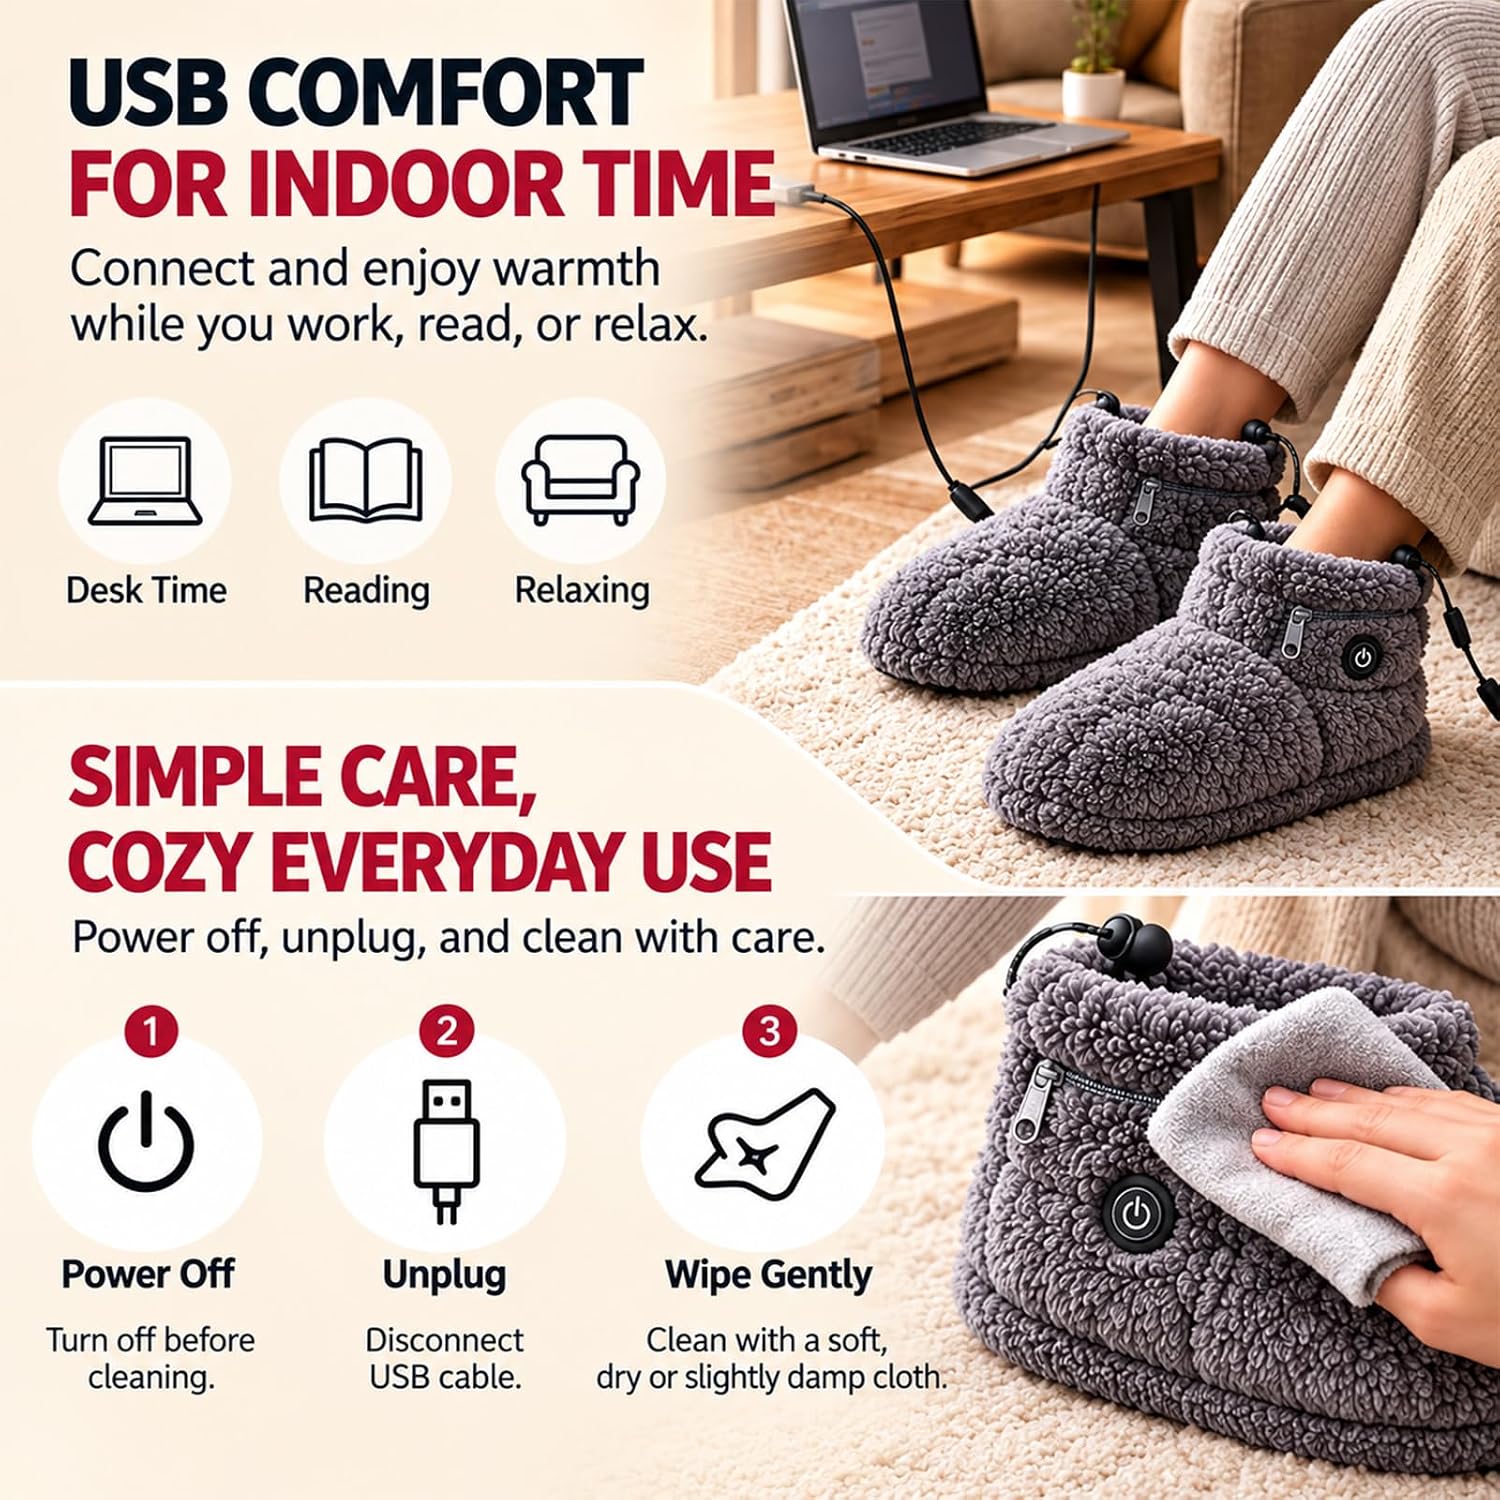 USB COMFORT
FOR INDOOR TIME
Connect and enjoy warmth
while you work, read, or relax.
Desk Time
Reading
Relaxing
SIMPLE CARE,
COZY EVERYDAY USE
Power off, unplug, and clean with care.
1
2
3
Power Off
Unplug
Wipe Gently
Turn off before
cleaning.
Disconnect
USB cable.
Clean with a soft,
dry or slightly damp cloth.